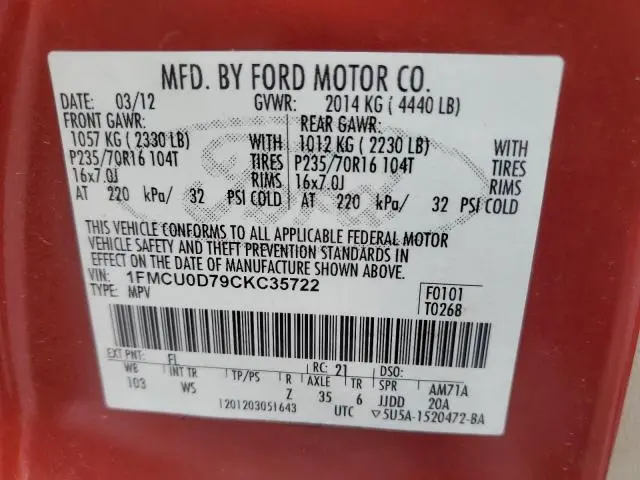 MFD. BY FORD MOTOR CO.
DATE: 03/12 GVWR: 2014 KG ( 4440 LB)
FRONT GAWR: REAR GAWR:
1057 KG ( 2330 LB) WITH 1012 KG ( 2230 LB) WITH
P235/70R16 104T TIRES P235/70R16 104T TIRES
16x7.0J RIMS 16x7.0J RIMS
AT 220 kPa/ 32 PSI COLD AT 220 kPa/ 32 PSI COLD
THIS VEHICLE CONFORMS TO ALL APPLICABLE FEDERAL MOTOR
VEHICLE SAFETY AND THEFT PREVENTION STANDARDS IN
EFFECT ON THE DATE OF MANUFACTURE SHOWN ABOVE.
VIN: 1FMCU0D79CKC35722
TYPE: MPV
F0101
T0268
EXT PNT: FL RC: 21 DSO:
WB INT TR TP/PS R AXLE TR SPR AM71A
103 WS Z 35 6 JJDD 20A
1201203051643 UTC ▽5U5A-1520472-BA
Ford